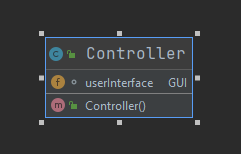 C Controller
f userInterface GUI
m Controller()